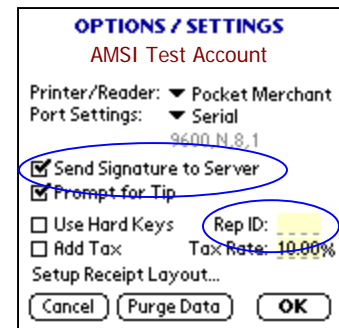 OPTIONS / SETTINGS
AMSI Test Account
Printer/Reader: Pocket Merchant
Port Settings: Serial
9600,N,8,1
Send Signature to Server
Prompt for Tip
Use Hard Keys Rep ID:
Add Tax Tax Rate: 10.00%
Setup Receipt Layout...
Cancel Purge Data OK